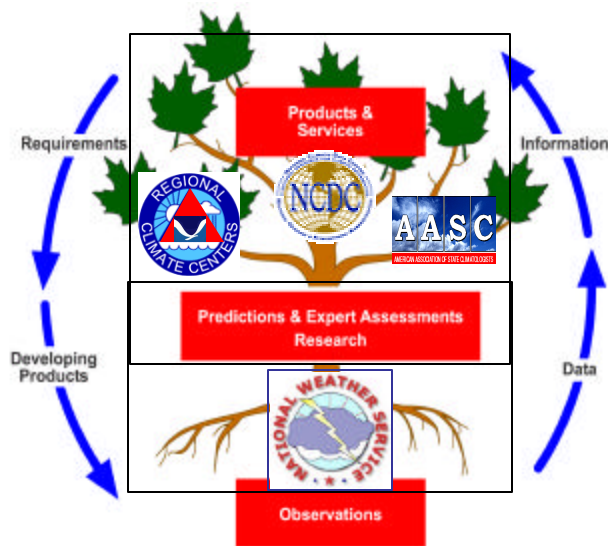 Products &
Services
Requirements
Information
REGIONAL
CLIMATE CENTERS
NCDC
AASC
AMERICAN ASSOCIATION OF STATE CLIMATOLOGISTS
Predictions & Expert Assessments
Research
Developing
Products
Data
NATIONAL WEATHER SERVICE
Observations